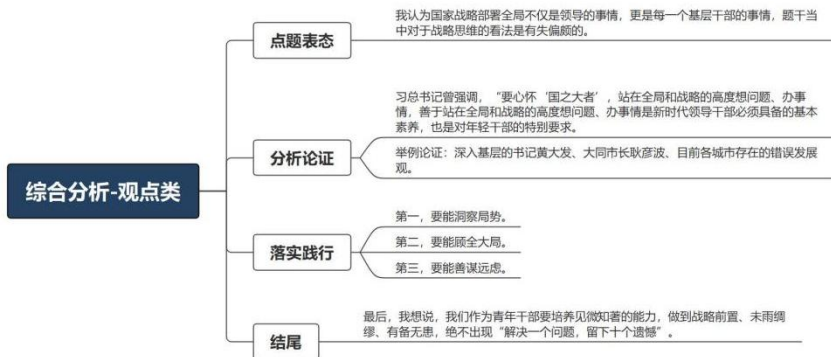 综合分析-观点类
点题表态
我认为国家战略部署全局不仅是领导的事情，更是每一个基层干部的事情，题干当
中对于战略思维的看法是有失偏颇的。
分析论证
习总书记曾强调，“要心怀‘国之大者’，站在全局和战略的高度想问题、办事
情，善于站在全局和战略的高度想问题、办事情是新时代领导干部必须具备的基本
素养，也是对年轻干部的特别要求。
举例论证：深入基层的书记黄大发、大同市长耿彦波、目前各城市存在的错误发展
观。
落实践行
第一，要能洞察局势。
第二，要能顾全大局。
第三，要能善谋远虑。
结尾
最后，我想说，我们作为青年干部要培养见微知著的能力，做到战略前置、未雨绸
缪、有备无患，绝不出现“解决一个问题，留下十个遗憾”。